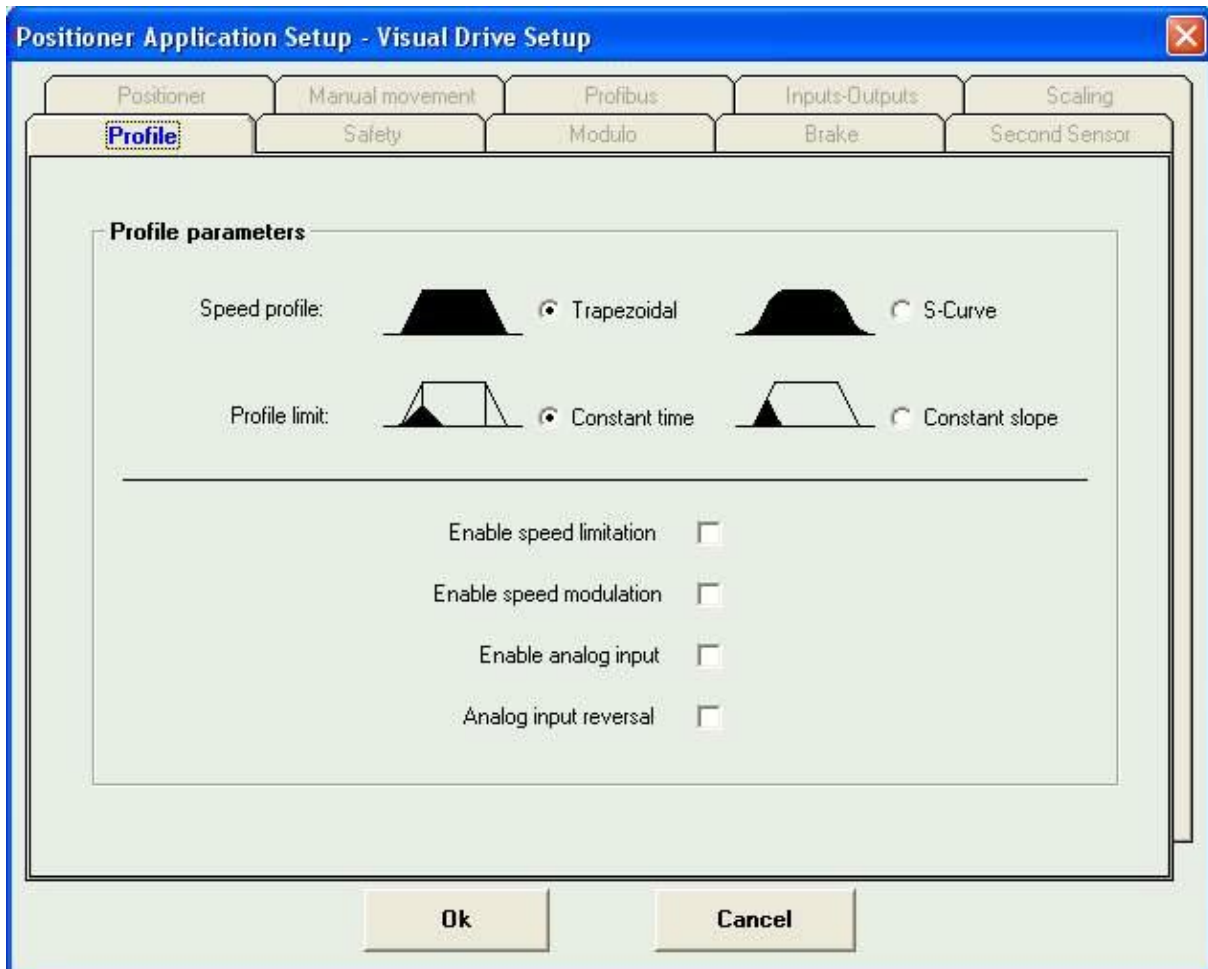 Positioner Application Setup - Visual Drive Setup
Positioner Manual movement Profibus Inputs-Outputs Scaling
Profile Safety Modulo Brake Second Sensor
Profile parameters
Speed profile: Trapezoidal S-Curve
Profile limit: Constant time Constant slope
Enable speed limitation
Enable speed modulation
Enable analog input
Analog input reversal
Ok Cancel